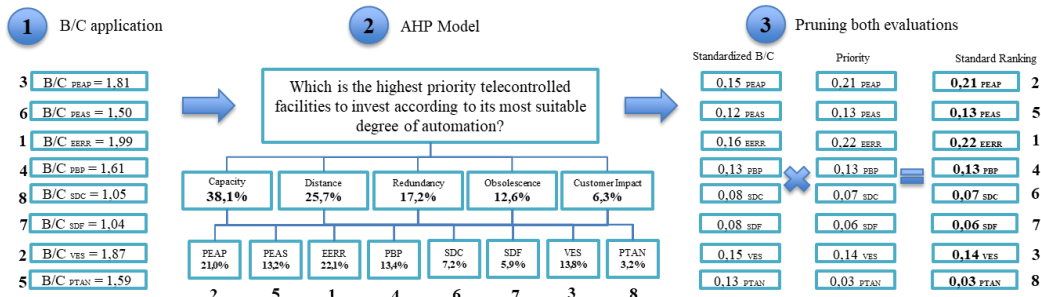 1 B/C application
3 B/C PEAP = 1,81
6 B/C PEAS = 1,50
1 B/C EERR = 1,99
4 B/C PBP = 1,61
8 B/C SDC = 1,05
7 B/C SDF = 1,04
2 B/C VES = 1,87
5 B/C PTAN = 1,59
2 AHP Model
Which is the highest priority telecontrolled
facilities to invest according to its most suitable
degree of automation?
Capacity Distance Redundancy Obsolescence Customer Impact
38,1% 25,7% 17,2% 12,6% 6,3%
PEAP PEAS EERR PBP SDC SDF VES PTAN
21,0% 13,2% 22,1% 13,4% 7,2% 5,9% 13,8% 3,2%
2 5 1 4 6 7 3 8
3 Pruning both evaluations
Standardized B/C Priority Standard Ranking
0,15 PEAP 0,21 PEAP 0,21 PEAP 2
0,12 PEAS 0,13 PEAS 0,13 PEAS 5
0,16 EERR 0,22 EERR 0,22 EERR 1
0,13 PBP 0,13 PBP 0,13 PBP 4
0,08 SDC 0,07 SDC 0,07 SDC 6
0,08 SDF 0,06 SDF 0,06 SDF 7
0,15 VES 0,14 VES 0,14 VES 3
0,13 PTAN 0,03 PTAN 0,03 PTAN 8